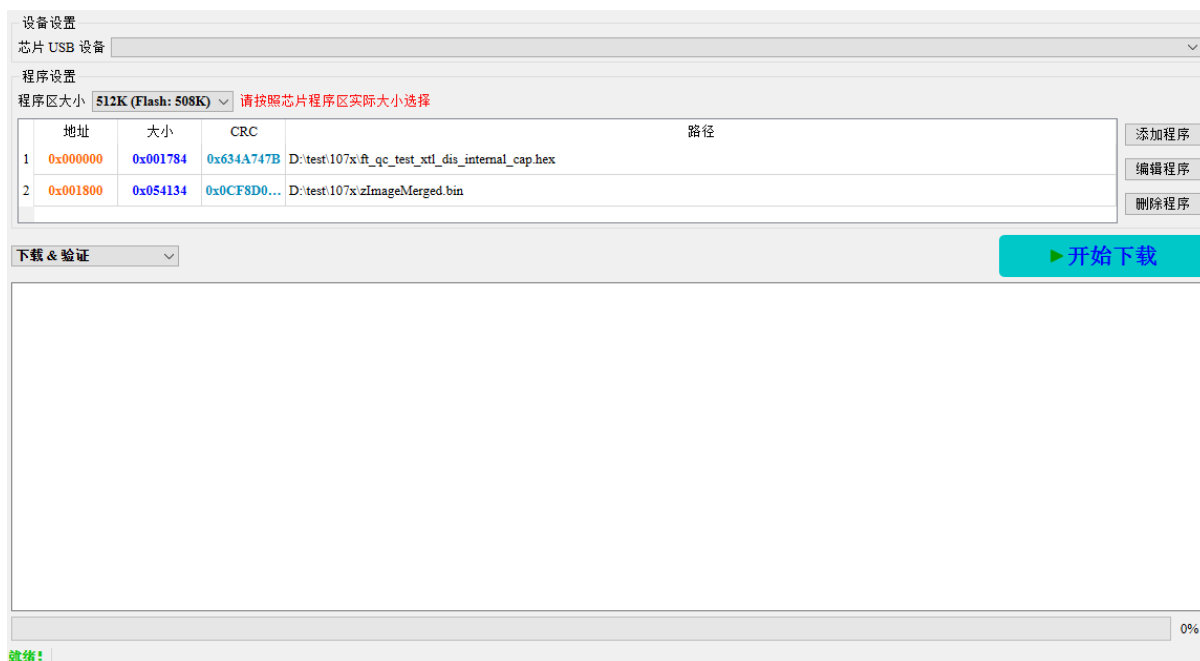 设备设置
芯片 USB 设备
程序设置
程序区大小 512K (Flash: 508K) 请按照芯片程序区实际大小选择
地址 大小 CRC 路径
1 0x000000 0x001784 0x634A747B D:\test\107x\ft_qc_test_xtl_dis_internal_cap.hex
2 0x001800 0x054134 0x0CF8D0... D:\test\107x\zImageMerged.bin
添加程序
编辑程序
删除程序
下载 & 验证
开始下载
0%
就绪!